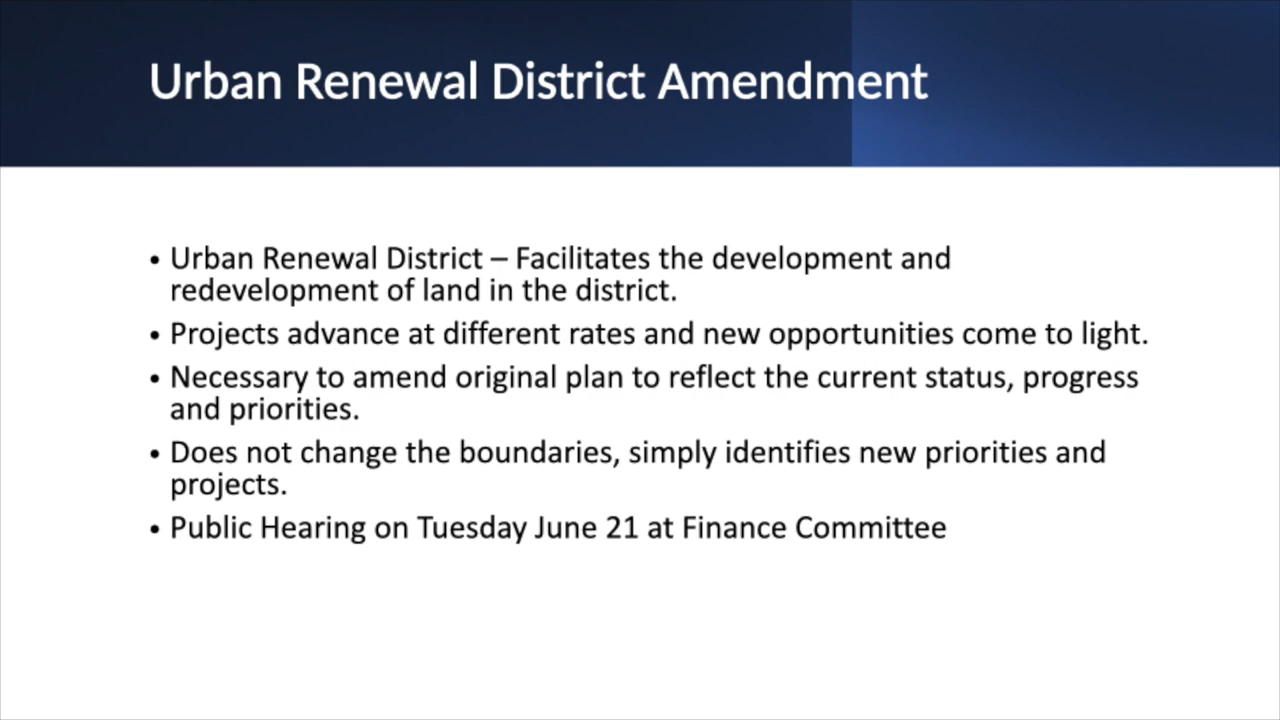 Urban Renewal District Amendment
• Urban Renewal District – Facilitates the development and
redevelopment of land in the district.
• Projects advance at different rates and new opportunities come to light.
• Necessary to amend original plan to reflect the current status, progress
and priorities.
• Does not change the boundaries, simply identifies new priorities and
projects.
• Public Hearing on Tuesday June 21 at Finance Committee